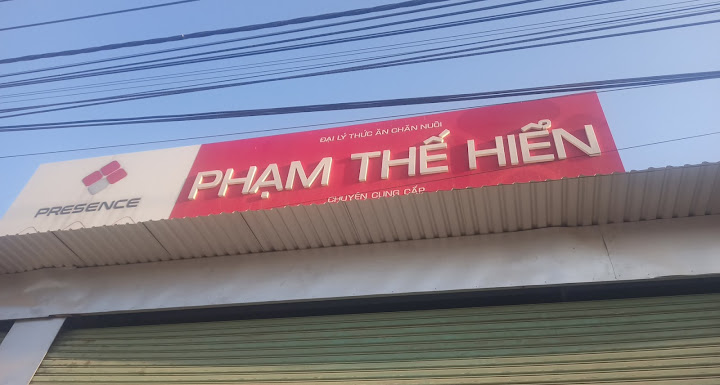 ĐẠI LÝ THỨC ĂN CHĂN NUÔI
PHẠM THẾ HIỂN
PRESENCE
CHUYÊN CUNG CẤP